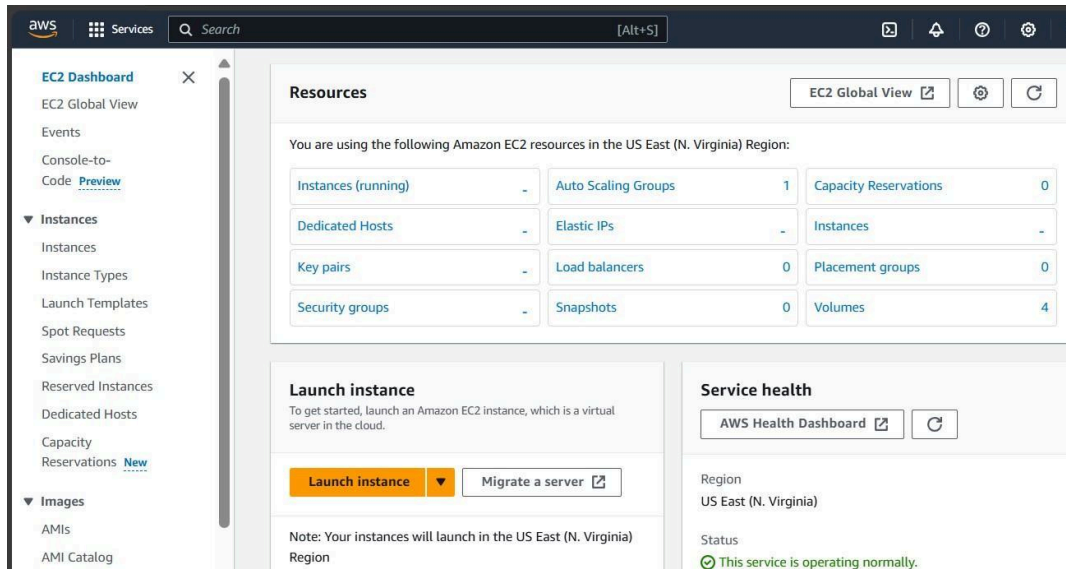 aws
Services
Search
[Alt+S]
EC2 Dashboard
EC2 Global View
Events
Console-to-
Code Preview
Instances
Instances
Instance Types
Launch Templates
Spot Requests
Savings Plans
Reserved Instances
Dedicated Hosts
Capacity
Reservations New
Images
AMIs
AMI Catalog
Resources
EC2 Global View
You are using the following Amazon EC2 resources in the US East (N. Virginia) Region:
Instances (running) -
Auto Scaling Groups 1
Capacity Reservations 0
Dedicated Hosts -
Elastic IPs -
Instances -
Key pairs -
Load balancers 0
Placement groups 0
Security groups -
Snapshots 0
Volumes 4
Launch instance
To get started, launch an Amazon EC2 instance, which is a virtual
server in the cloud.
Launch instance
Migrate a server
Note: Your instances will launch in the US East (N. Virginia)
Region
Service health
AWS Health Dashboard
Region
US East (N. Virginia)
Status
This service is operating normally.